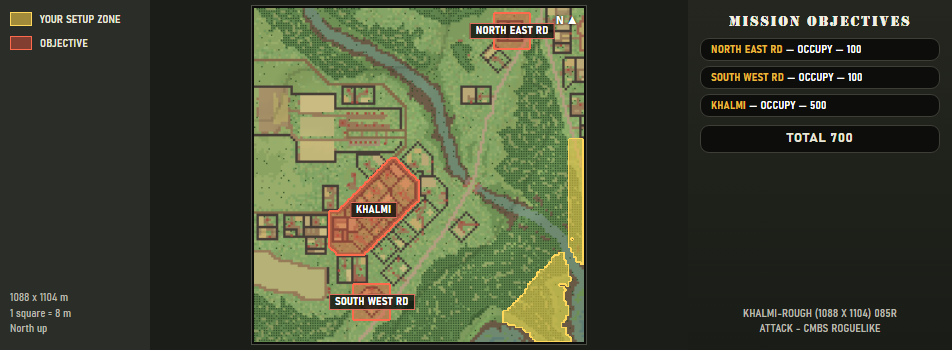 YOUR SETUP ZONE
OBJECTIVE
1088 x 1104 m
1 square = 8 m
North up
N ▲
NORTH EAST RD
KHALMI
SOUTH WEST RD
MISSION OBJECTIVES
NORTH EAST RD — OCCUPY — 100
SOUTH WEST RD — OCCUPY — 100
KHALMI — OCCUPY — 500
TOTAL 700
KHALMI-ROUGH (1088 X 1104) 085R
ATTACK - CMBS ROGUELIKE